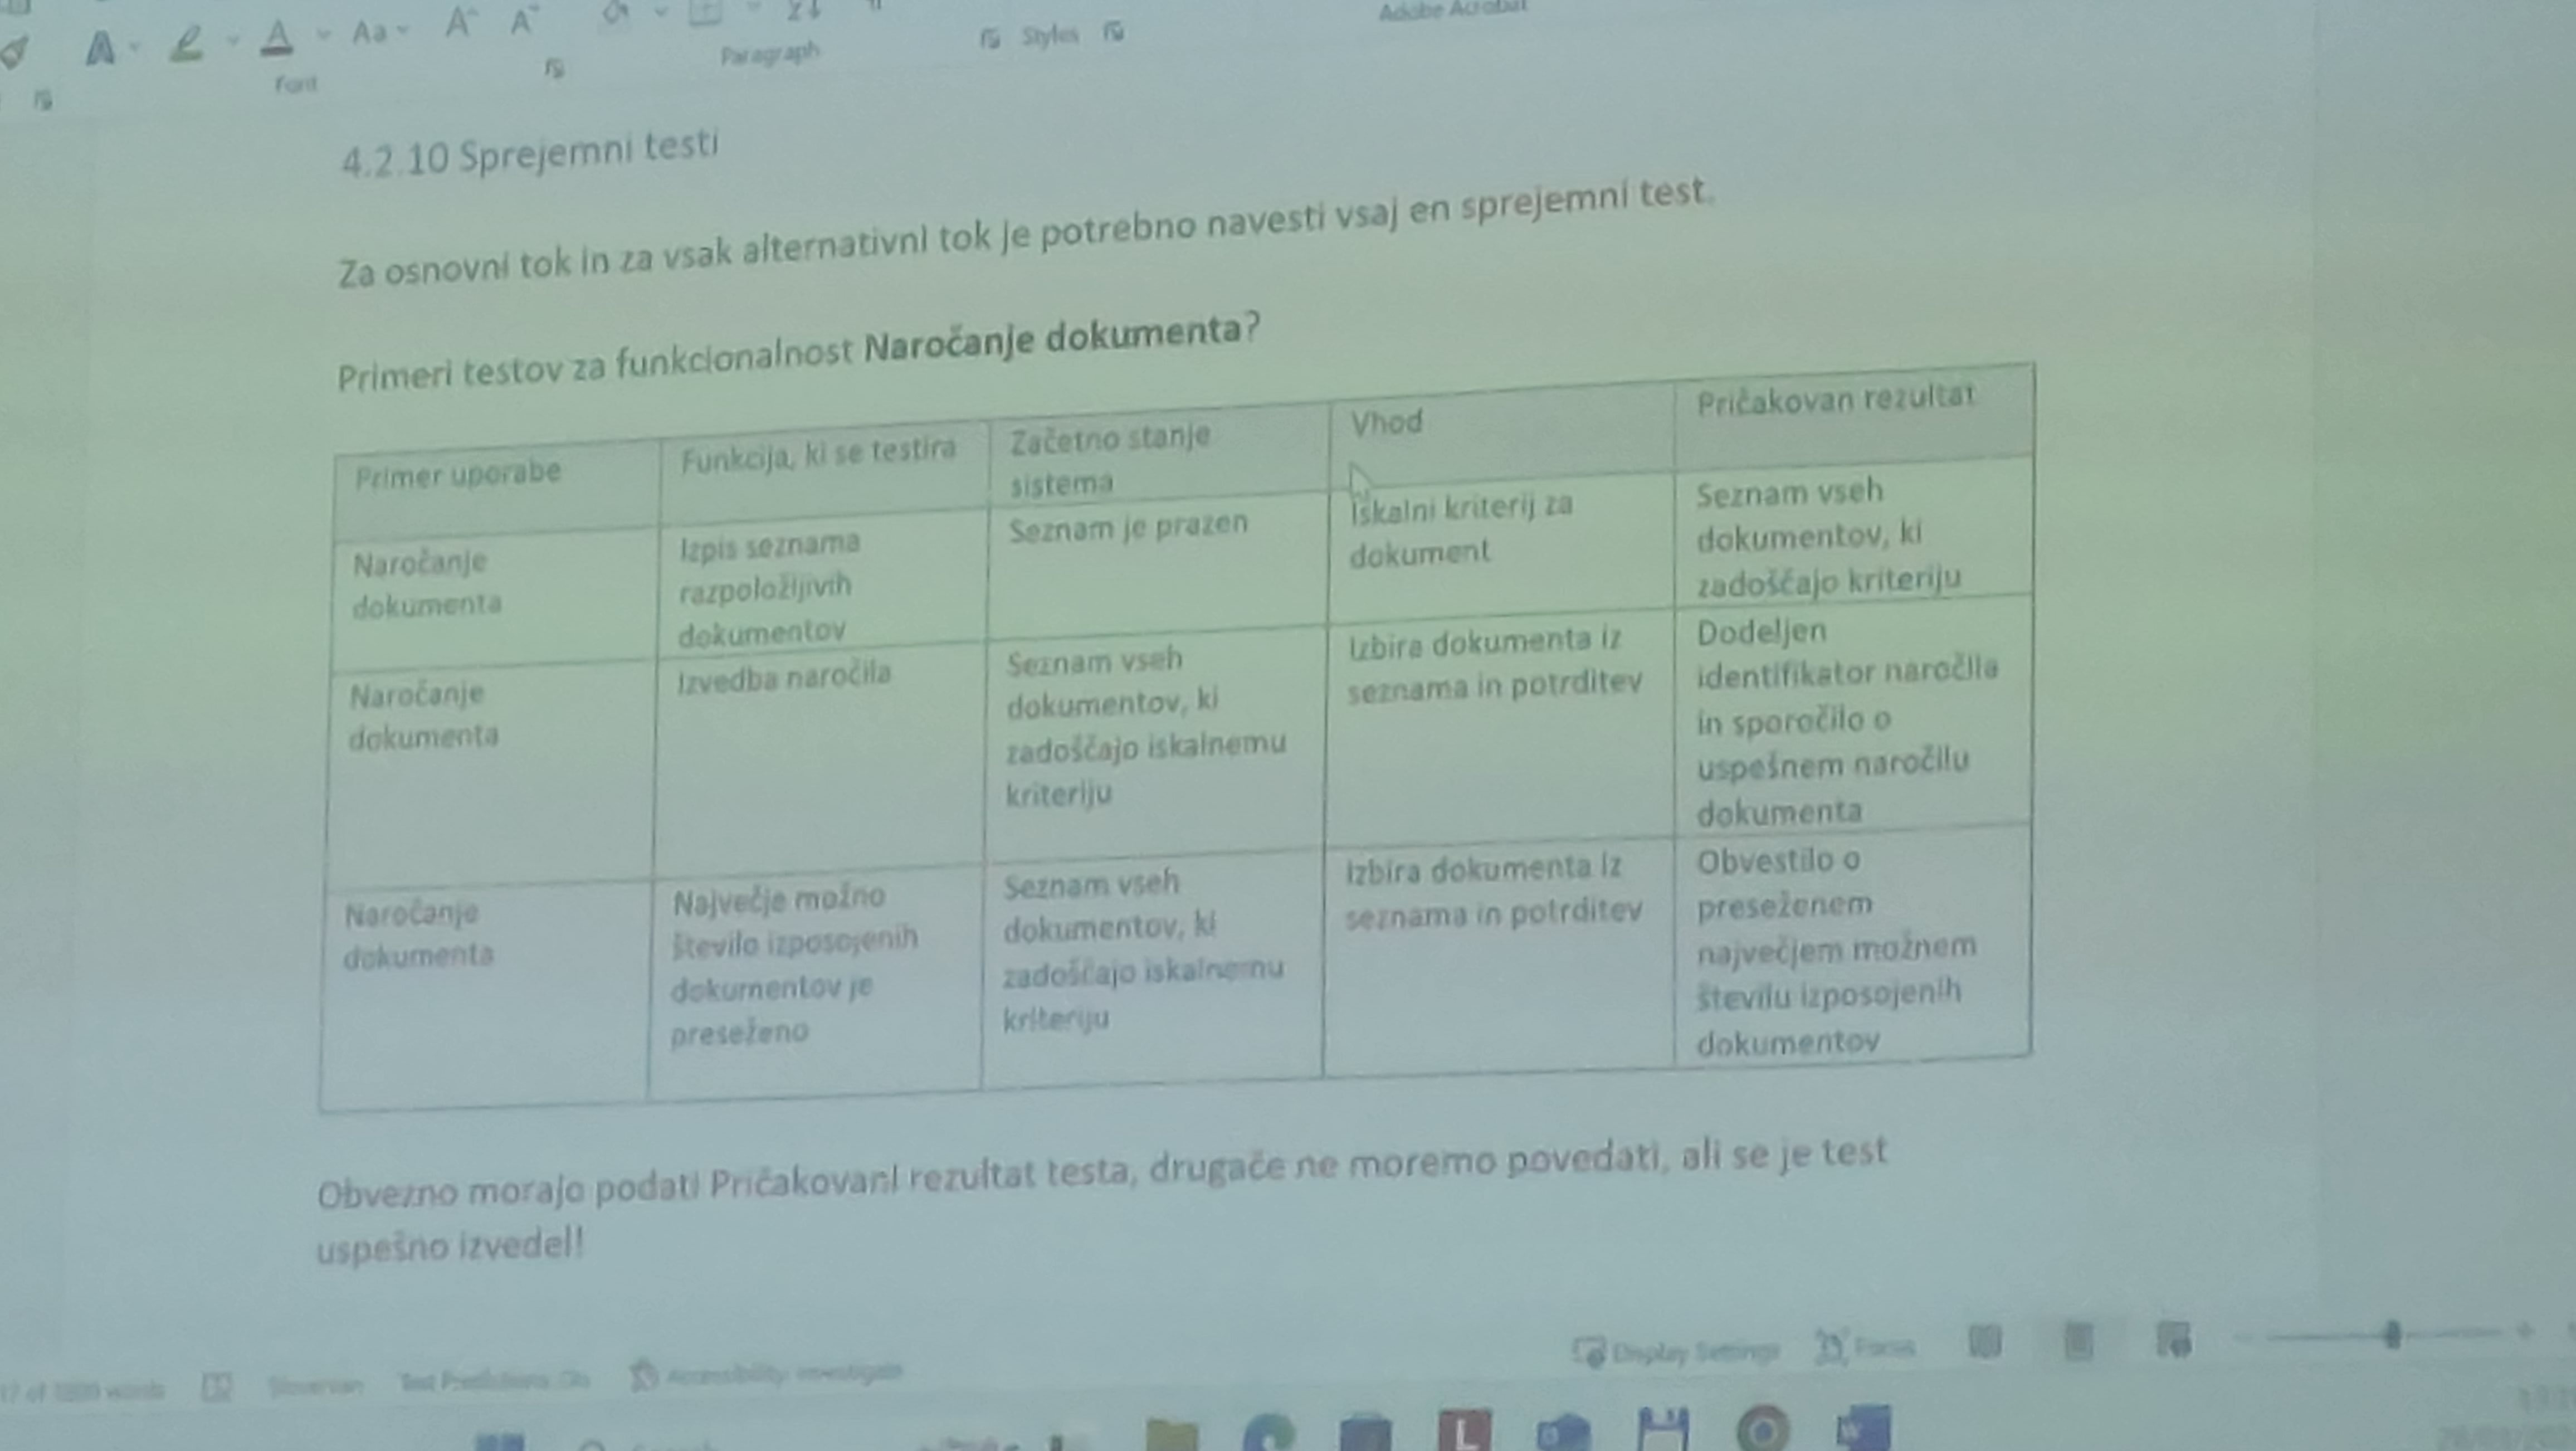 Aa
A
A
Font
Paragraph
Styles
Adobe Acrobat
4.2.10 Sprejemni testi
Za osnovni tok in za vsak alternativni tok je potrebno navesti vsaj en sprejemni test.
Primeri testov za funkcionalnost Naročanje dokumenta?
Primer uporabe
Funkcija, ki se testira
Začetno stanje
sistema
Vhod
Pričakovan rezultat
Naročanje
dokumenta
Izpis seznama
razpoložljivih
dokumentov
Seznam je prazen
Iskalni kriterij za
dokument
Seznam vseh
dokumentov, ki
zadoščajo kriteriju
Naročanje
dokumenta
Izvedba naročila
Seznam vseh
dokumentov, ki
zadoščajo iskalnemu
kriteriju
Izbira dokumenta iz
seznama in potrditev
Dodeljen
identifikator naročila
in sporočilo o
uspešnem naročilu
dokumenta
Naročanje
dokumenta
Največje možno
število izposojenih
dokumentov je
preseženo
Seznam vseh
dokumentov, ki
zadoščajo iskalnemu
kriteriju
Izbira dokumenta iz
seznama in potrditev
Obvestilo o
preseženem
največjem možnem
številu izposojenih
dokumentov
Obvezno morajo podati Pričakovani rezultat testa, drugače ne moremo povedati, ali se je test
uspešno izvedel!
words
Slovenian
Text Predictions: On
Accessibility: Investigate
Display Settings
Focus
L